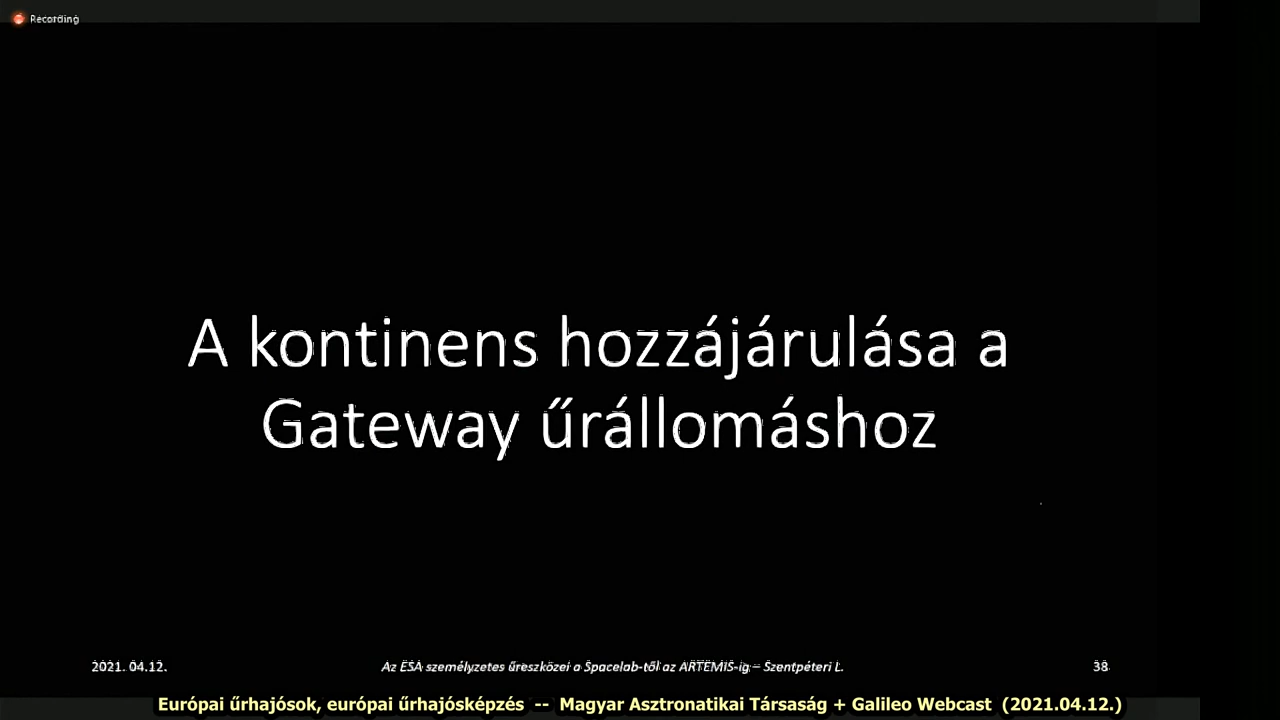 Recording
A kontinens hozzájárulása a
Gateway űrállomáshoz
2021. 04.12.
Az ESA személyzetes űreszközei a Spacelab-től az ARTEMIS-ig – Szentpéteri L.
38
Európai űrhajósok, európai űrhajósképzés -- Magyar Asztronatikai Társaság + Galileo Webcast (2021.04.12.)